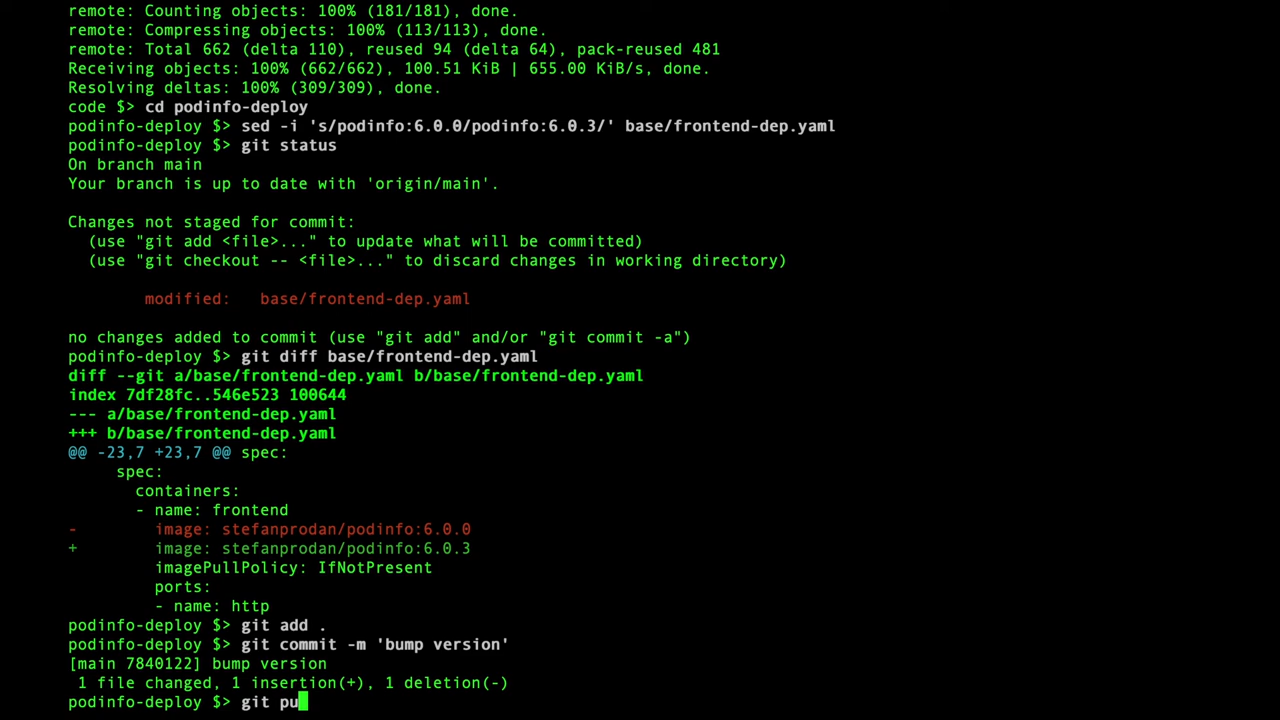 remote: Counting objects: 100% (181/181), done.
remote: Compressing objects: 100% (113/113), done.
remote: Total 662 (delta 110), reused 94 (delta 64), pack-reused 481
Receiving objects: 100% (662/662), 100.51 KiB | 655.00 KiB/s, done.
Resolving deltas: 100% (309/309), done.
code $> cd podinfo-deploy
podinfo-deploy $> sed -i 's/podinfo:6.0.0/podinfo:6.0.3/' base/frontend-dep.yaml
podinfo-deploy $> git status
On branch main
Your branch is up to date with 'origin/main'.

Changes not staged for commit:
  (use "git add <file>..." to update what will be committed)
  (use "git checkout -- <file>..." to discard changes in working directory)

        modified:   base/frontend-dep.yaml

no changes added to commit (use "git add" and/or "git commit -a")
podinfo-deploy $> git diff base/frontend-dep.yaml
diff --git a/base/frontend-dep.yaml b/base/frontend-dep.yaml
index 7df28fc..546e523 100644
--- a/base/frontend-dep.yaml
+++ b/base/frontend-dep.yaml
@@ -23,7 +23,7 @@ spec:
     spec:
       containers:
       - name: frontend
-        image: stefanprodan/podinfo:6.0.0
+        image: stefanprodan/podinfo:6.0.3
         imagePullPolicy: IfNotPresent
         ports:
         - name: http
podinfo-deploy $> git add .
podinfo-deploy $> git commit -m 'bump version'
[main 7840122] bump version
 1 file changed, 1 insertion(+), 1 deletion(-)
podinfo-deploy $> git pu